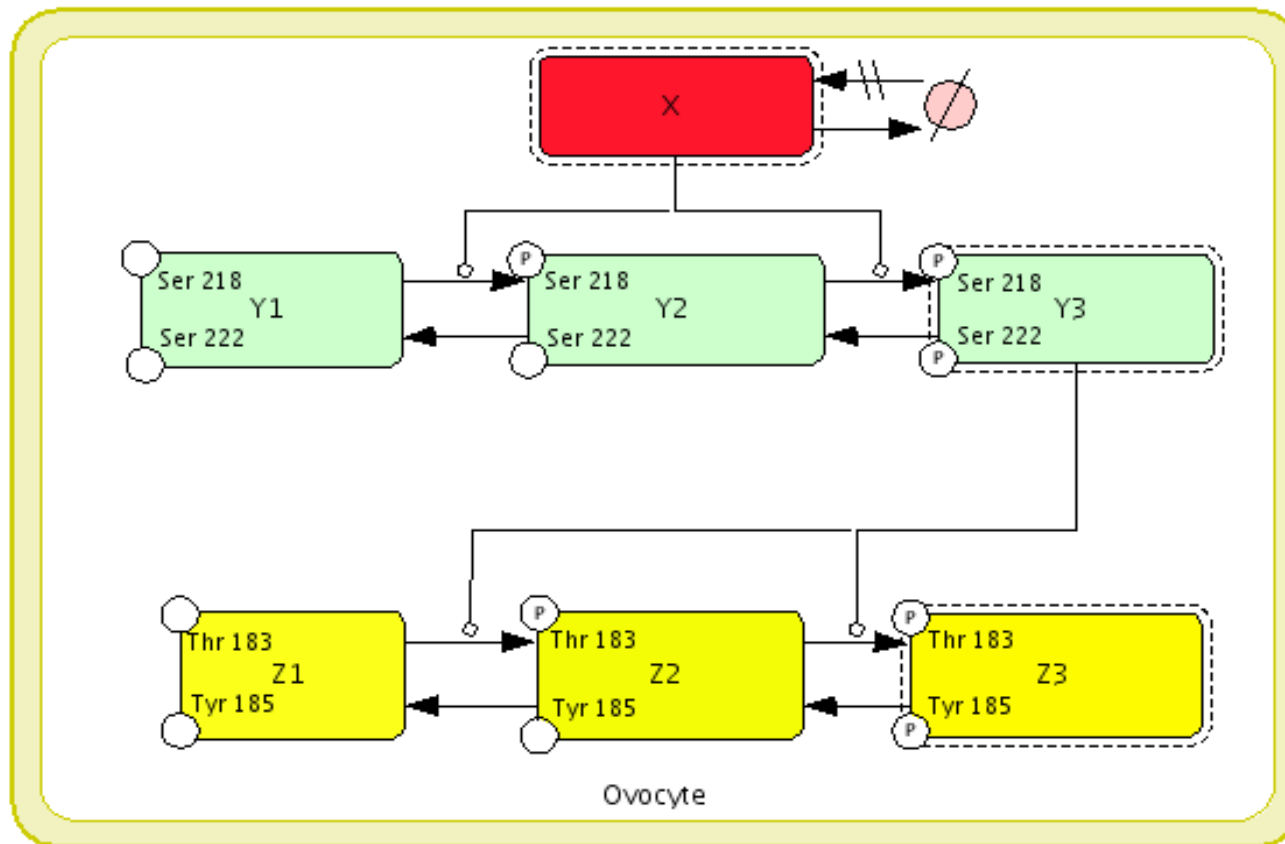 X
P
P
Ser 218
Ser 218
Ser 218
Y1
Y2
Y3
Ser 222
Ser 222
Ser 222
P
P
P
Thr 183
Thr 183
Thr 183
Z1
Z2
Z3
Tyr 185
Tyr 185
Tyr 185
P
Ovocyte